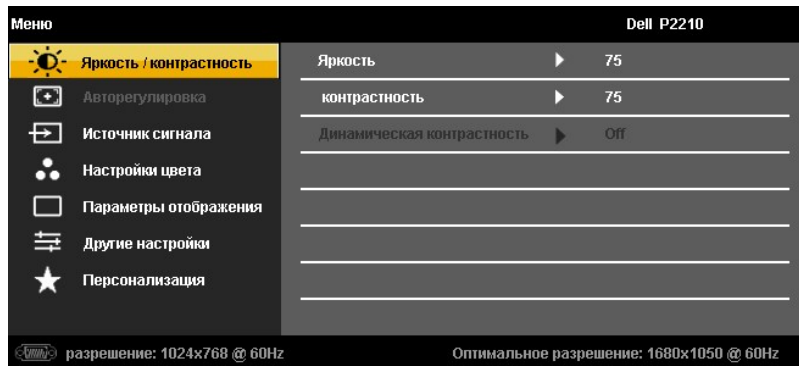 Меню Dell P2210
Яркость / контрастность Яркость 75
Авторегулировка контрастность 75
Источник сигнала Динамическая контрастность Off
Настройки цвета
Параметры отображения
Другие настройки
Персонализация
разрешение: 1024x768 @ 60Hz Оптимальное разрешение: 1680x1050 @ 60Hz